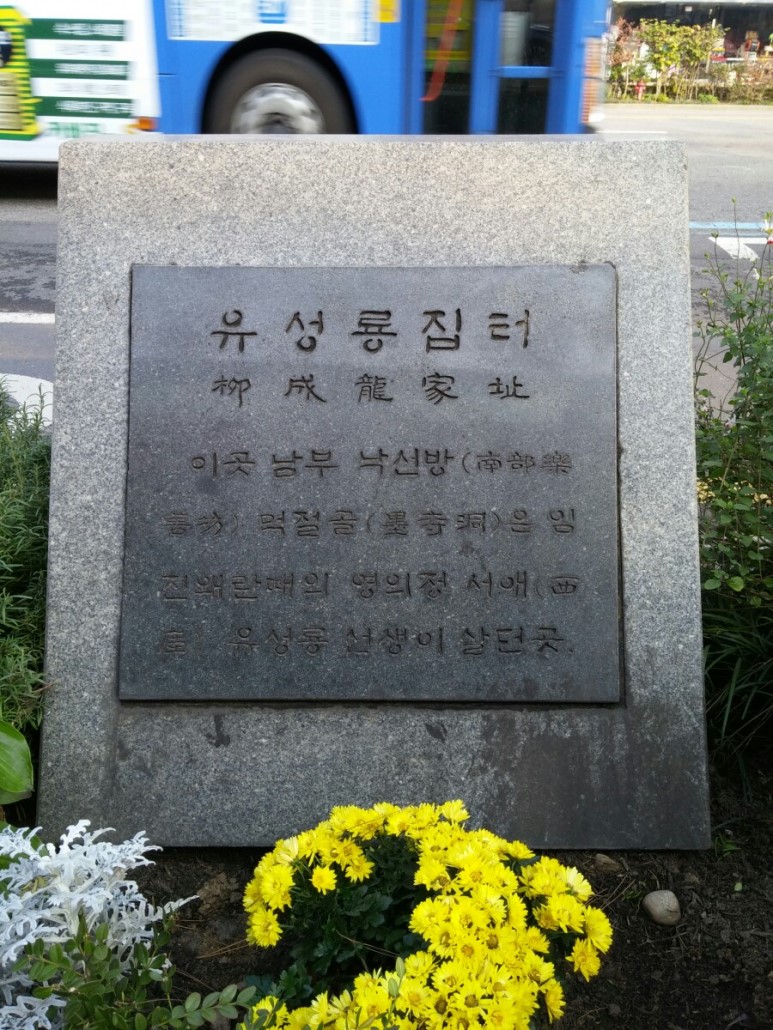 유성룡집터
柳成龍家址
이곳 남부 낙선방(南部樂
善坊) 먹절골(墨寺洞)은 임
진왜란때의 영의정 서애(西
厓) 유성룡 선생이 살던곳.